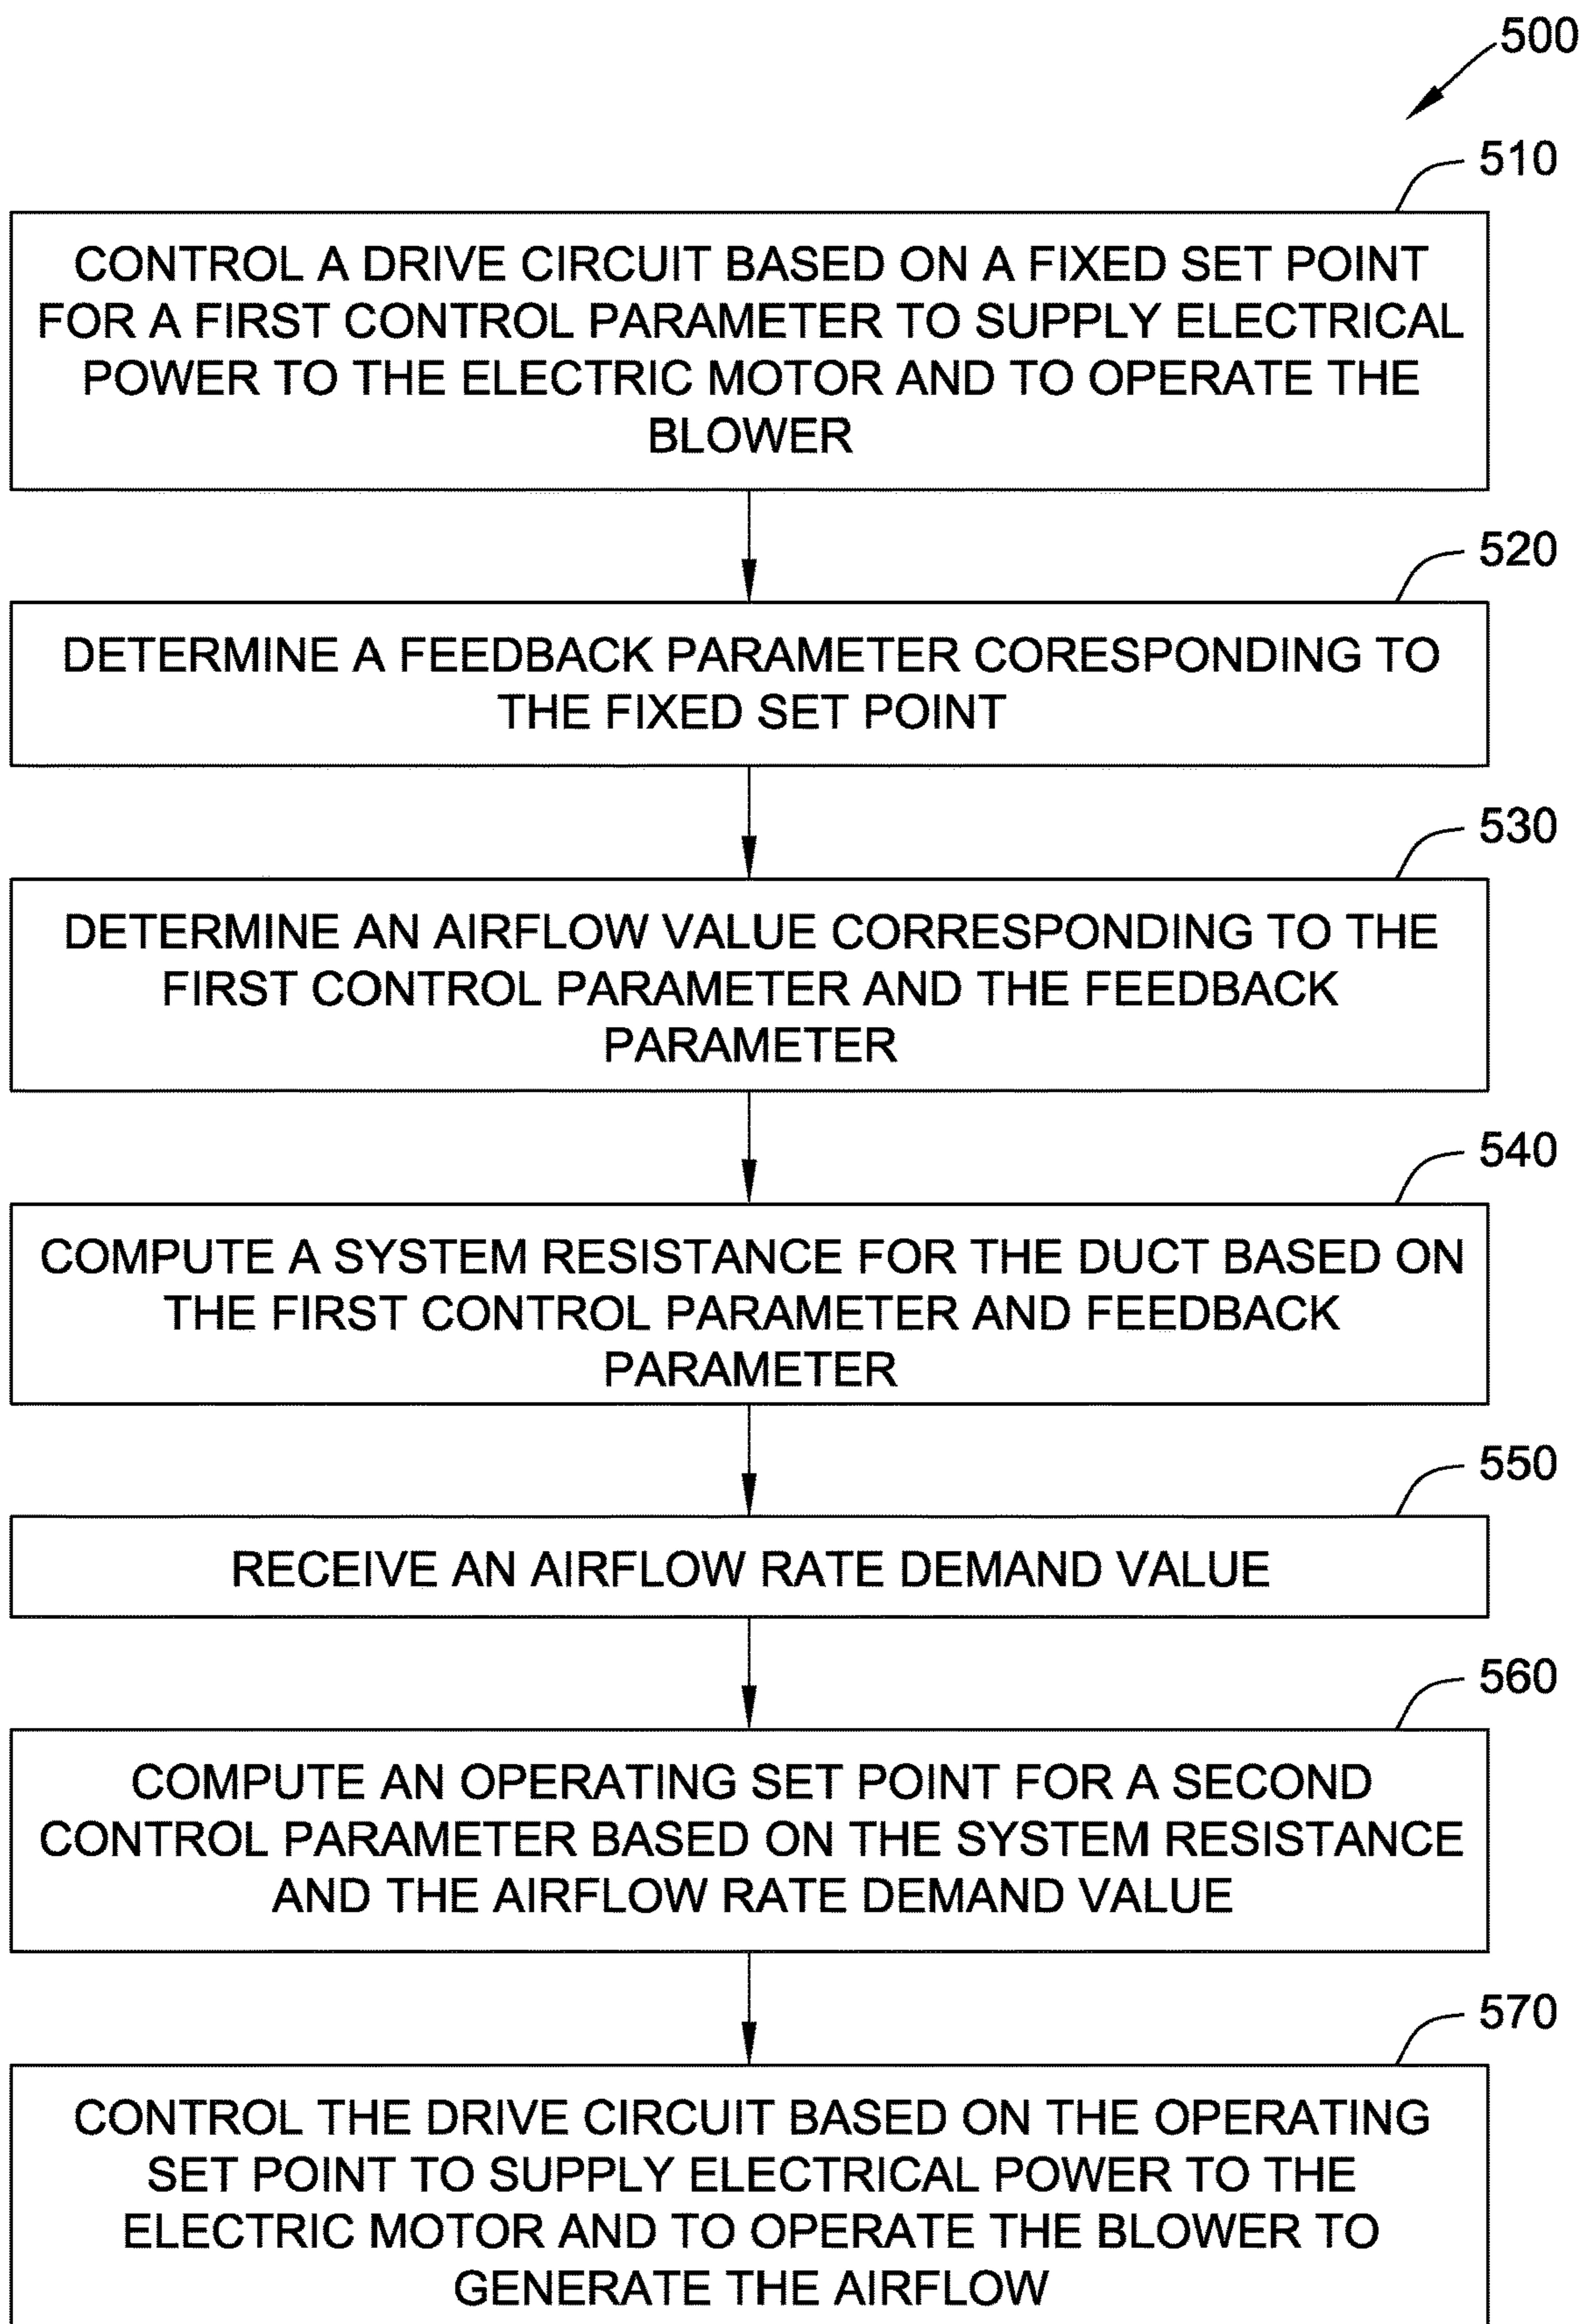 500
510
CONTROL A DRIVE CIRCUIT BASED ON A FIXED SET POINT
FOR A FIRST CONTROL PARAMETER TO SUPPLY ELECTRICAL
POWER TO THE ELECTRIC MOTOR AND TO OPERATE THE
BLOWER
520
DETERMINE A FEEDBACK PARAMETER CORESPONDING TO
THE FIXED SET POINT
530
DETERMINE AN AIRFLOW VALUE CORRESPONDING TO THE
FIRST CONTROL PARAMETER AND THE FEEDBACK
PARAMETER
540
COMPUTE A SYSTEM RESISTANCE FOR THE DUCT BASED ON
THE FIRST CONTROL PARAMETER AND FEEDBACK
PARAMETER
550
RECEIVE AN AIRFLOW RATE DEMAND VALUE
560
COMPUTE AN OPERATING SET POINT FOR A SECOND
CONTROL PARAMETER BASED ON THE SYSTEM RESISTANCE
AND THE AIRFLOW RATE DEMAND VALUE
570
CONTROL THE DRIVE CIRCUIT BASED ON THE OPERATING
SET POINT TO SUPPLY ELECTRICAL POWER TO THE
ELECTRIC MOTOR AND TO OPERATE THE BLOWER TO
GENERATE THE AIRFLOW